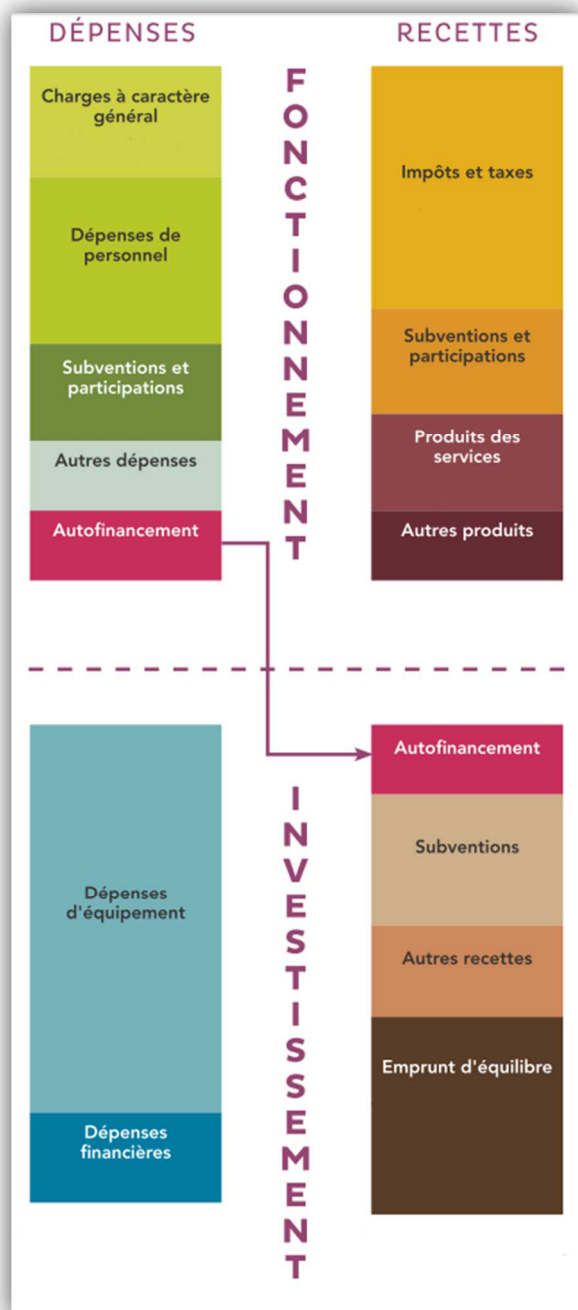 DÉPENSES
RECETTES
FONCTIONNEMENT
Charges à caractère
général
Dépenses de
personnel
Subventions et
participations
Autres dépenses
Autofinancement
Impôts et taxes
Subventions et
participations
Produits des
services
Autres produits
INVESTISSEMENT
Dépenses
d'équipement
Dépenses
financières
Autofinancement
Subventions
Autres recettes
Emprunt d'équilibre